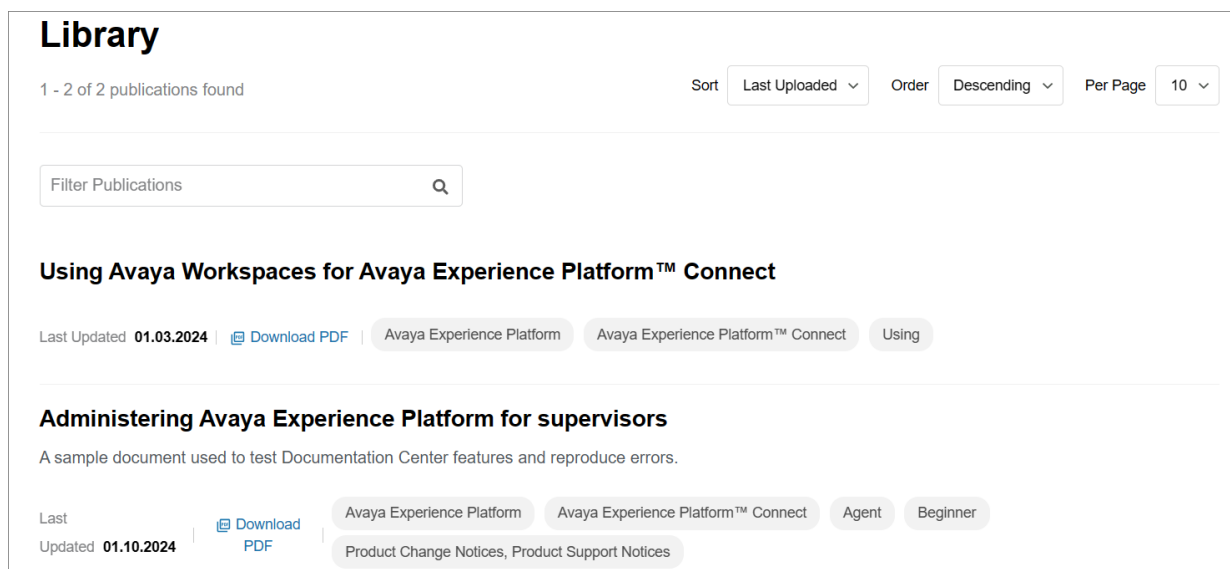 Library
1 - 2 of 2 publications found
Sort Last Uploaded Order Descending Per Page 10
Filter Publications
Using Avaya Workspaces for Avaya Experience Platform™ Connect
Last Updated 01.03.2024 Download PDF Avaya Experience Platform Avaya Experience Platform™ Connect Using
Administering Avaya Experience Platform for supervisors
A sample document used to test Documentation Center features and reproduce errors.
Last
Updated 01.10.2024
Download
PDF
Avaya Experience Platform Avaya Experience Platform™ Connect Agent Beginner
Product Change Notices, Product Support Notices